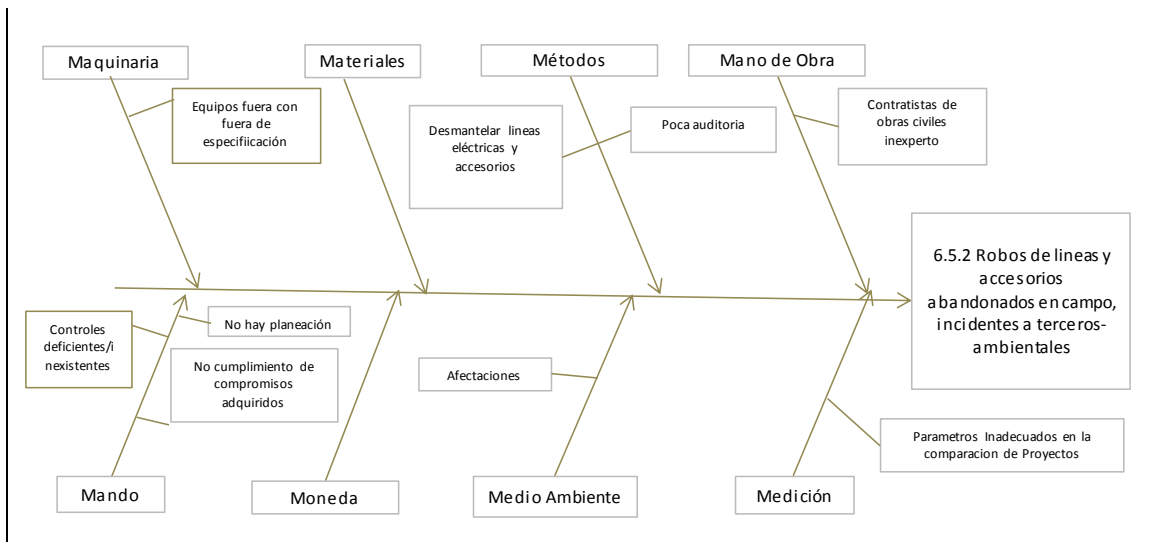 Maquinaria
Materiales
Métodos
Mano de Obra
Equipos fuera con
fuera de
especifiicación
Desmantelar lineas
eléctricas y
accesorios
Poca auditoria
Contratistas de
obras civiles
inexperto
6.5.2 Robos de lineas y
accesorios
abandonados en campo,
incidentes a terceros-
ambientales
Controles
deficientes/i
nexistentes
No hay planeación
No cumplimiento de
compromisos
adquiridos
Afectaciones
Parametros Inadecuados en la
comparacion de Proyectos
Mando
Moneda
Medio Ambiente
Medición